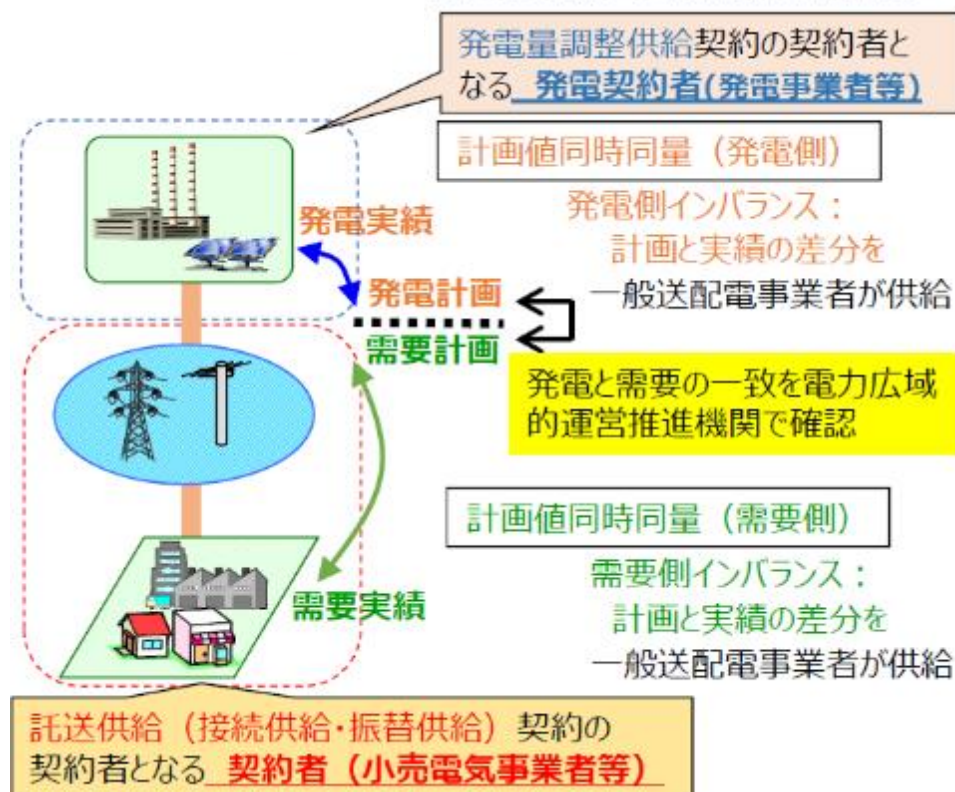 発電量調整供給契約の契約者と
なる 発電契約者(発電事業者等)
計画値同時同量（発電側）
発電実績
発電側インバランス：
計画と実績の差分を
発電計画
一般送配電事業者が供給
需要計画
発電と需要の一致を電力広域
的運営推進機関で確認
計画値同時同量（需要側）
需要側インバランス：
需要実績
計画と実績の差分を
一般送配電事業者が供給
託送供給（接続供給・振替供給）契約の
契約者となる 契約者（小売電気事業者等）